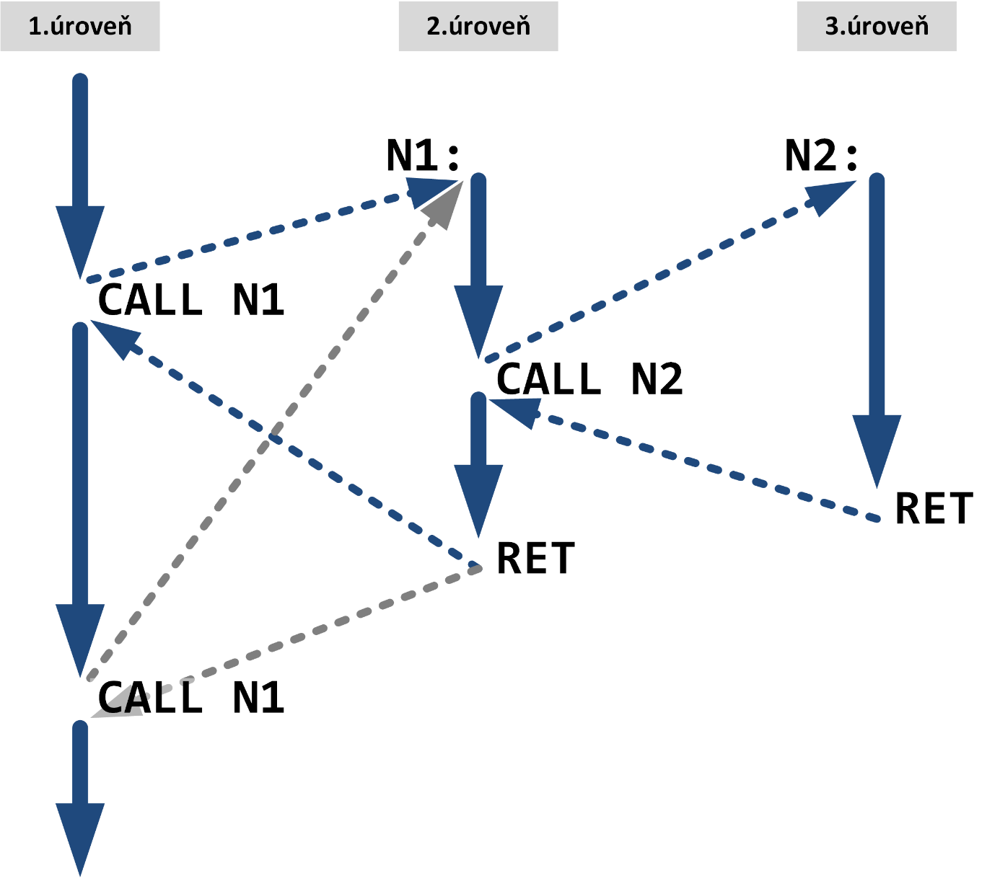 1.úroveň 2.úroveň 3.úroveň
N1: N2:
CALL N1
CALL N2
RET
RET
CALL N1